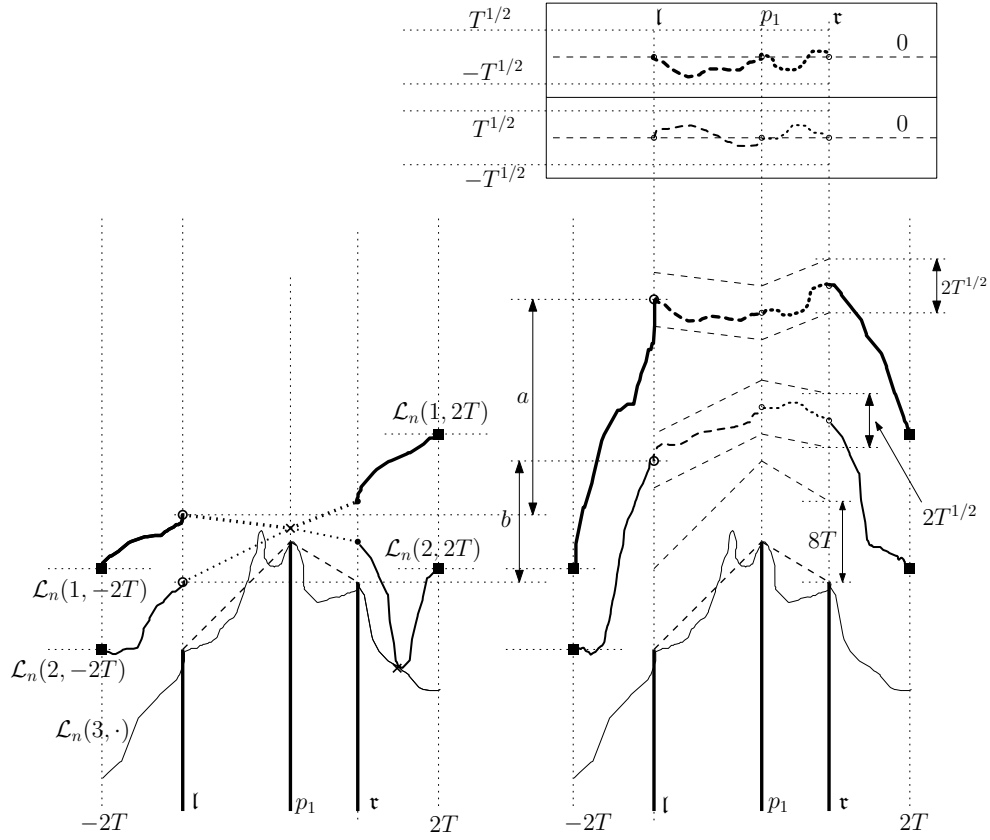 T^{1/2}
𝔩 p_1 𝔯
0
−T^{1/2}
T^{1/2}
0
−T^{1/2}
2T^{1/2}
a
ℒ_n(1, 2T)
b
2T^{1/2}
8T
ℒ_n(2, 2T)
ℒ_n(1, −2T)
ℒ_n(2, −2T)
ℒ_n(3, ·)
𝔩 p_1 𝔯 𝔩 p_1 𝔯
−2T 2T −2T 2T